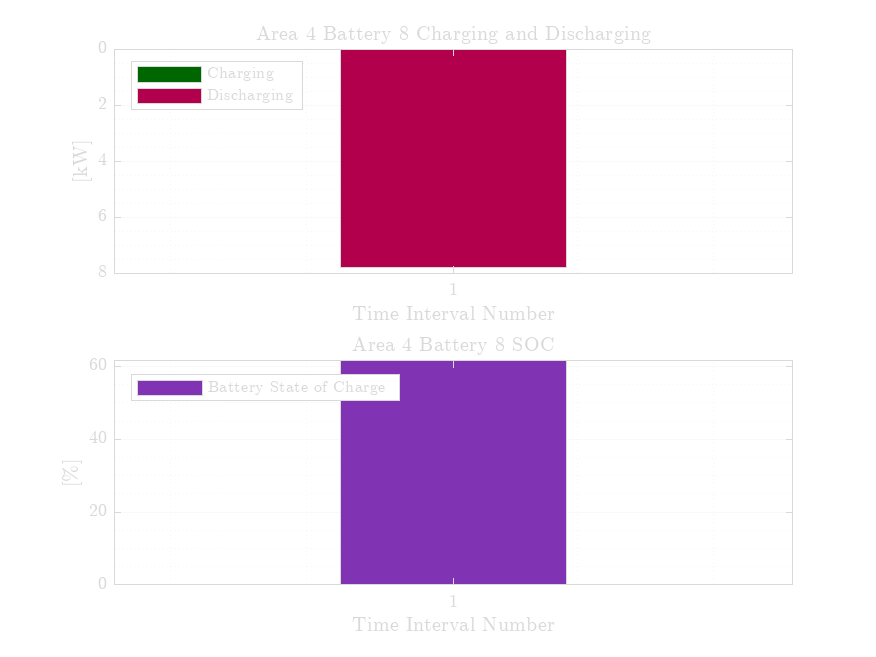 Area 4 Battery 8 Charging and Discharging
0
2
4
6
8
[kW]
Charging
Discharging
1
Time Interval Number
Area 4 Battery 8 SOC
60
40
20
0
[%]
Battery State of Charge
1
Time Interval Number